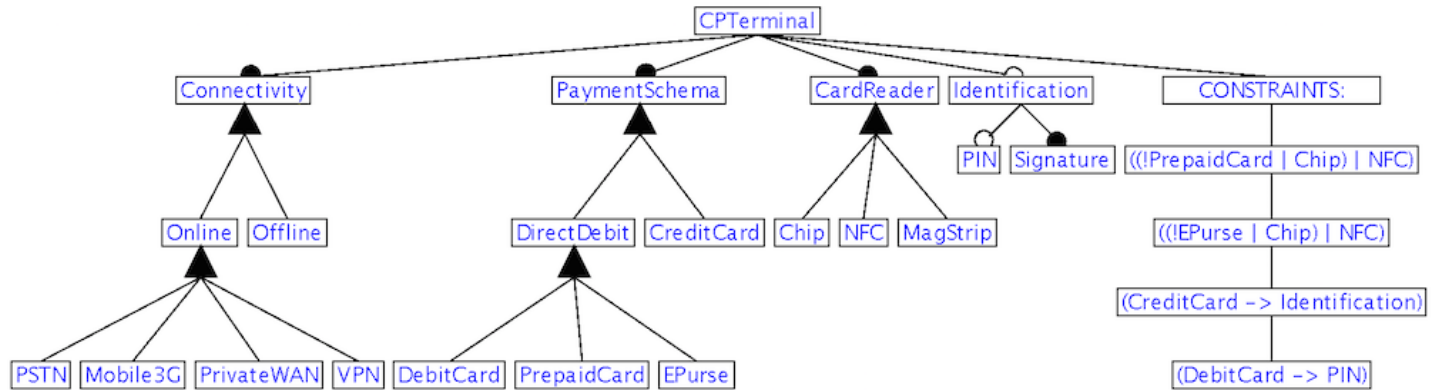 CPTerminal
Connectivity
PaymentSchema
CardReader
Identification
CONSTRAINTS:
PIN
Signature
((!PrepaidCard | Chip) | NFC)
Online
Offline
DirectDebit
CreditCard
Chip
NFC
MagStrip
((!EPurse | Chip) | NFC)
(CreditCard -> Identification)
PSTN
Mobile3G
PrivateWAN
VPN
DebitCard
PrepaidCard
EPurse
(DebitCard -> PIN)